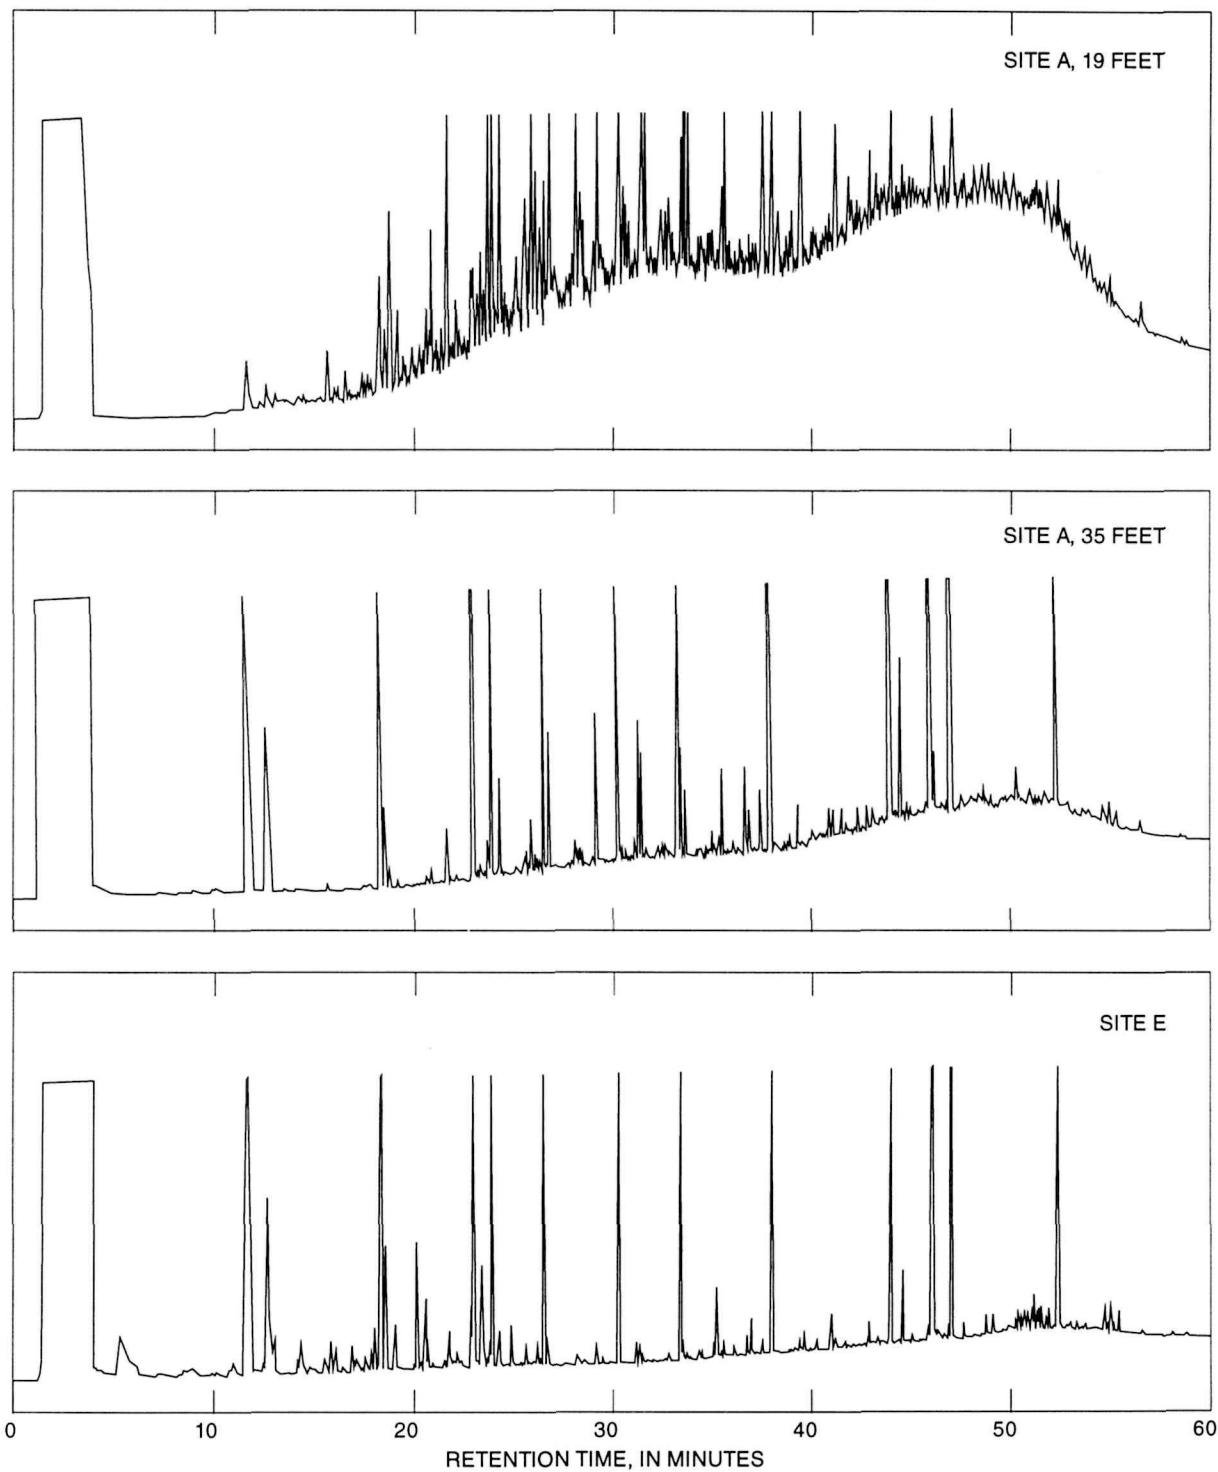 SITE A, 19 FEET
SITE A, 35 FEET
SITE E
0 10 20 30 40 50 60
RETENTION TIME, IN MINUTES